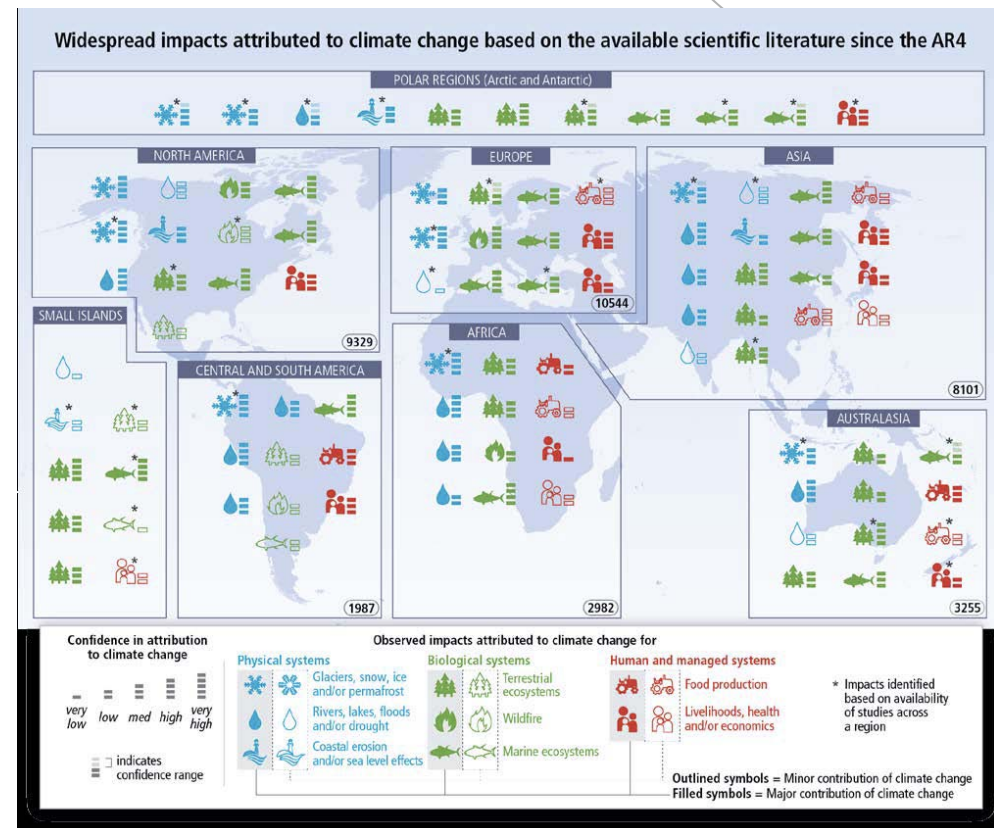 Widespread impacts attributed to climate change based on the available scientific literature since the AR4
POLAR REGIONS (Arctic and Antarctic)
* * * * * * * *
NORTH AMERICA
*
*
*
9329
EUROPE
* *
*
* *
10544
ASIA
* * *
*
8101
SMALL ISLANDS
* *
*
*
*
CENTRAL AND SOUTH AMERICA
*
1987
AFRICA
*
2982
AUSTRALASIA
* *
* *
*
3255
Confidence in attribution
to climate change
very
low
low
med
high
very
high
indicates
confidence range
Observed impacts attributed to climate change for
Physical systems
Glaciers, snow, ice
and/or permafrost
Rivers, lakes, floods
and/or drought
Coastal erosion
and/or sea level effects
Biological systems
Terrestrial
ecosystems
Wildfire
Marine ecosystems
Human and managed systems
Food production
Livelihoods, health
and/or economics
* Impacts identified
based on availability
of studies across
a region
Outlined symbols = Minor contribution of climate change
Filled symbols = Major contribution of climate change